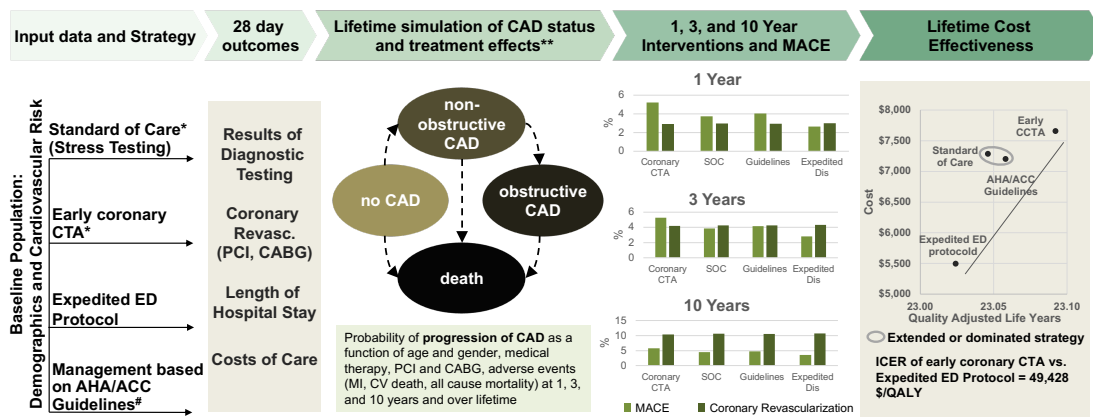 Input data and Strategy
28 day
outcomes
Lifetime simulation of CAD status
and treatment effects**
1, 3, and 10 Year
Interventions and MACE
Lifetime Cost
Effectiveness
Baseline Population:
Demographics and Cardiovascular Risk
Standard of Care*
(Stress Testing)
Early coronary
CTA*
Expedited ED
Protocol
Management based
on AHA/ACC
Guidelines#
Results of
Diagnostic
Testing
Coronary
Revasc.
(PCI, CABG)
Length of
Hospital Stay
Costs of Care
non-
obstructive
CAD
no CAD
obstructive
CAD
death
Probability of progression of CAD as a
function of age and gender, medical
therapy, PCI and CABG, adverse events
(MI, CV death, all cause mortality) at 1, 3,
and 10 years and over lifetime
1 Year
6
4
2
0
%
Coronary
CTA
SOC
Guidelines
Expedited
Dis
3 Years
6
4
2
0
%
Coronary
CTA
SOC
Guidelines
Expedited
Dis
10 Years
15
10
5
0
%
Coronary
CTA
SOC
Guidelines
Expedited
Dis
MACE
Coronary Revascularization
$8,000
$7,500
$7,000
$6,500
$6,000
$5,500
$5,000
Cost
Early
CCTA
Standard
of Care
AHA/ACC
Guidelines
Expedited ED
protocold
23.00
23.05
23.10
Quality Adjusted Life Years
Extended or dominated strategy
ICER of early coronary CTA vs.
Expedited ED Protocol = 49,428
$/QALY